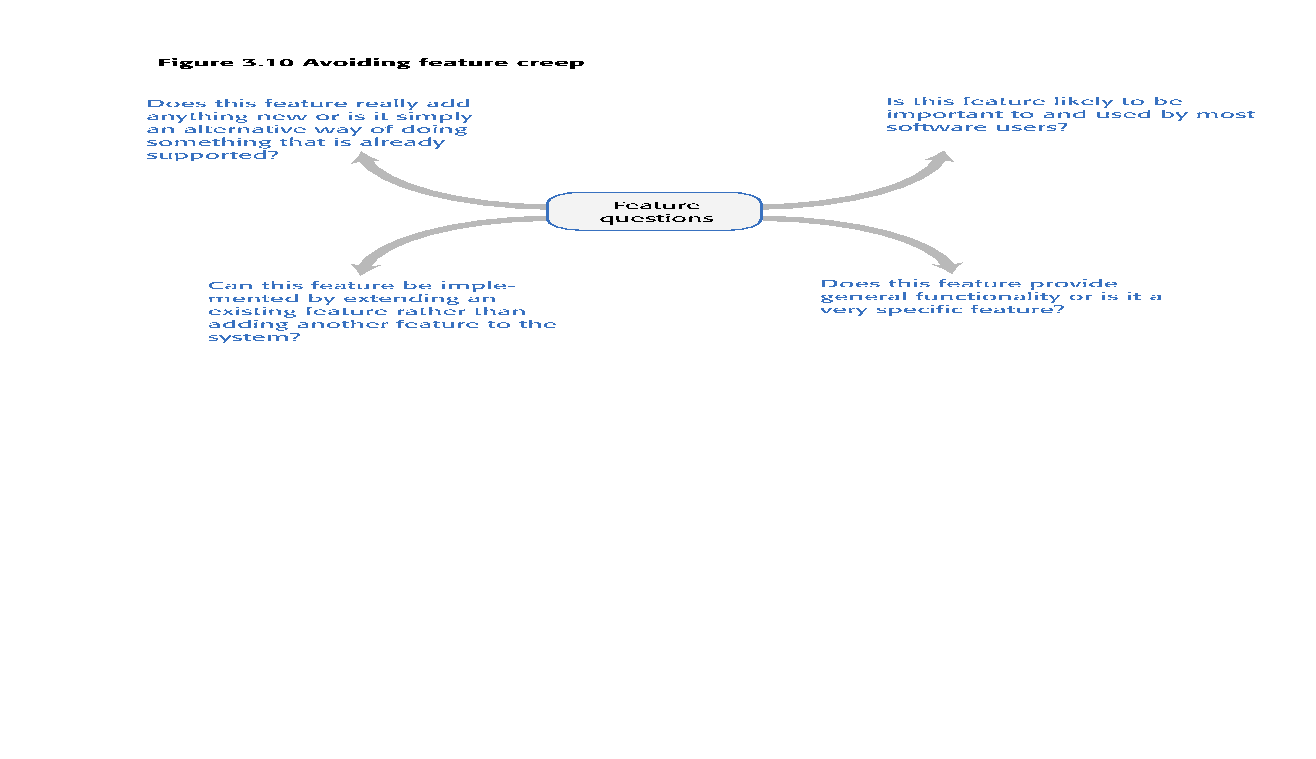 Figure 3.10 Avoiding feature creep
Does this feature really add
anything new or is it simply
an alternative way of doing
something that is already
supported?
Is this feature likely to be
important to and used by most
software users?
Feature
questions
Can this feature be imple-
mented by extending an
existing feature rather than
adding another feature to the
system?
Does this feature provide
general functionality or is it a
very specific feature?